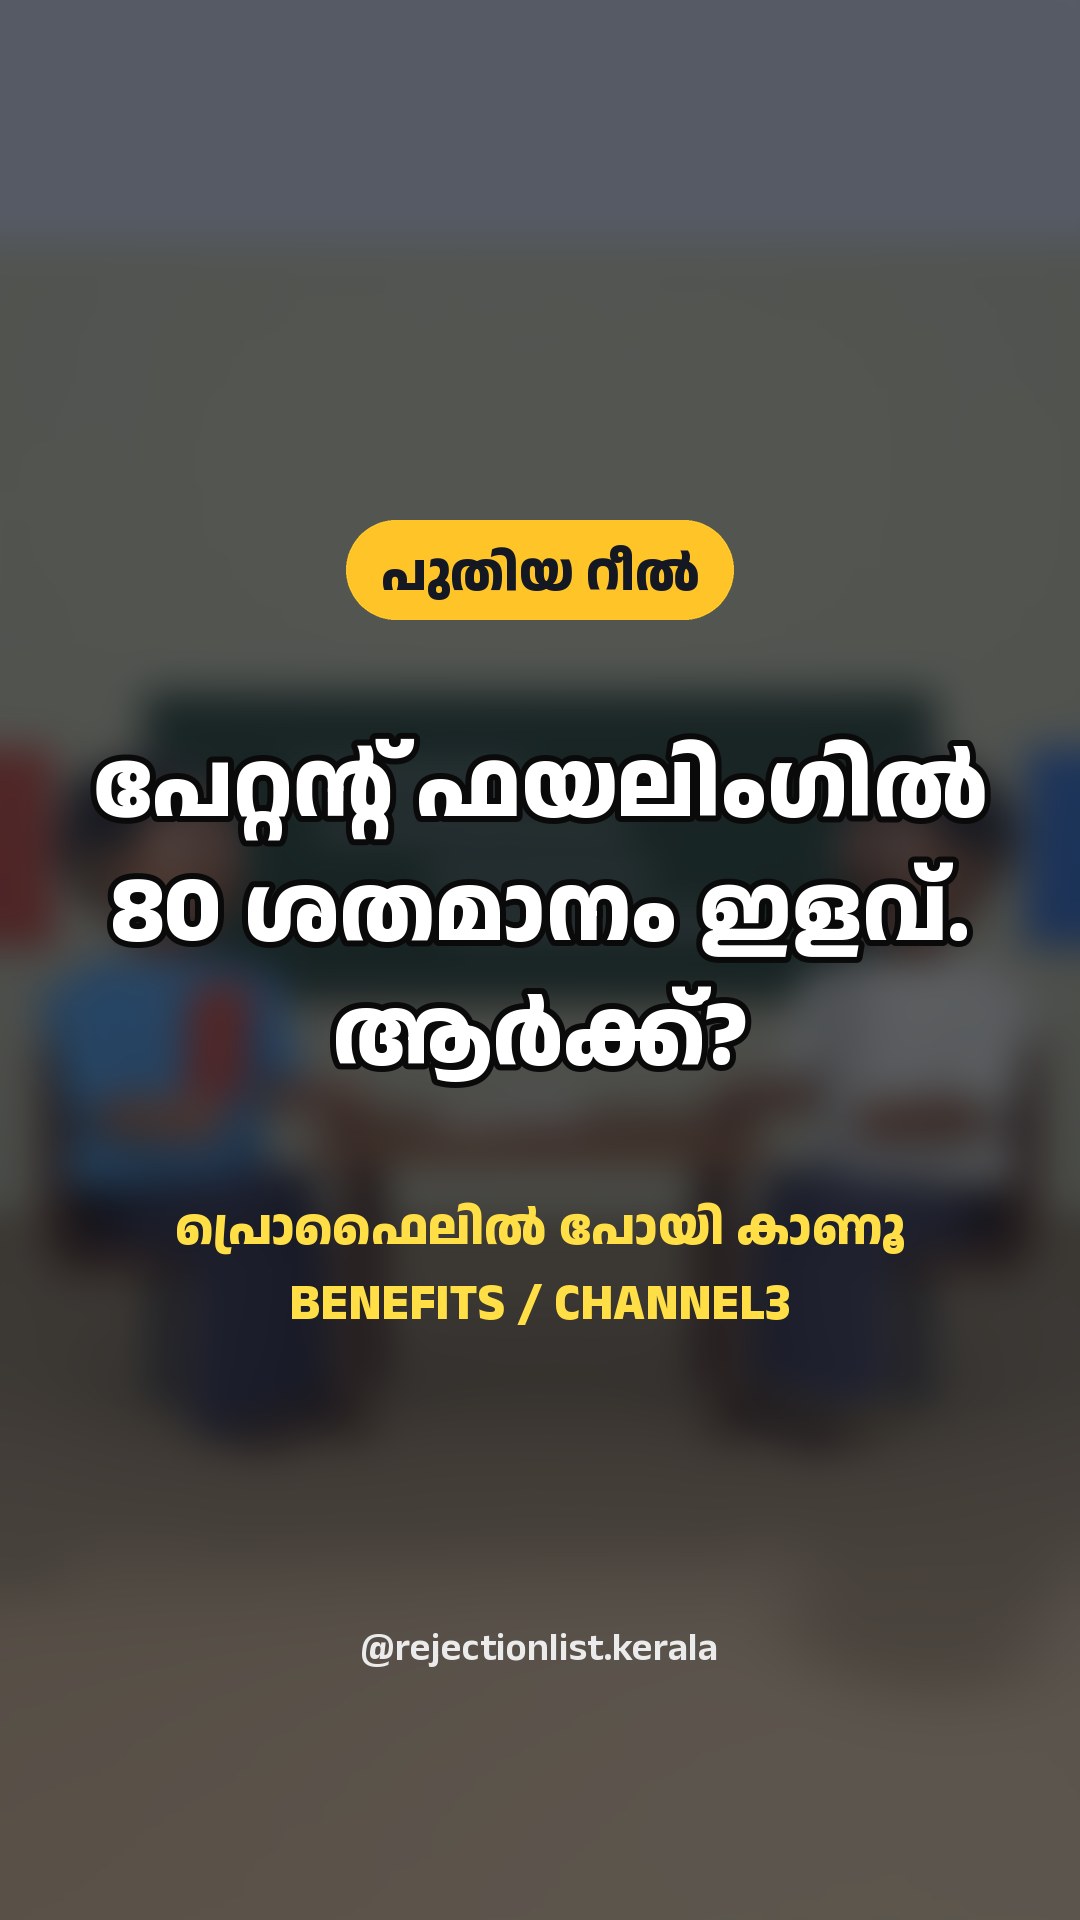 പുതിയ റീൽ
പേറ്റന്റ് ഫയലിംഗിൽ
80 ശതമാനം ഇളവ്.
ആർക്ക്?
പ്രൊഫൈലിൽ പോയി കാണൂ
BENEFITS / CHANNEL3
@rejectionlist.kerala